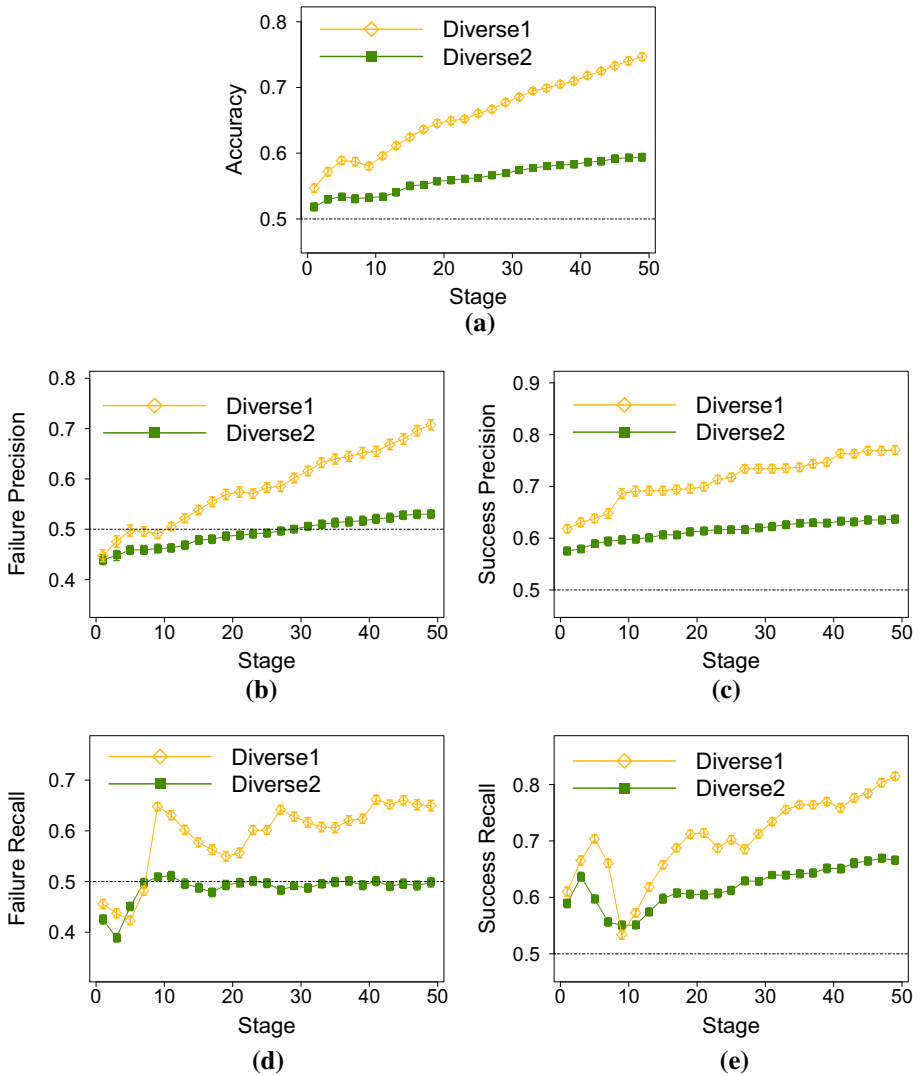 Accuracy
0.8
0.7
0.6
0.5
Diverse1
Diverse2
0
10
20
30
40
50
Stage
(a)
Failure Precision
0.8
0.7
0.6
0.5
0.4
Diverse1
Diverse2
0
10
20
30
40
50
Stage
(b)
Success Precision
0.9
0.8
0.7
0.6
0.5
Diverse1
Diverse2
0
10
20
30
40
50
Stage
(c)
Failure Recall
0.7
0.6
0.5
0.4
Diverse1
Diverse2
0
10
20
30
40
50
Stage
(d)
Success Recall
0.8
0.7
0.6
0.5
Diverse1
Diverse2
0
10
20
30
40
50
Stage
(e)